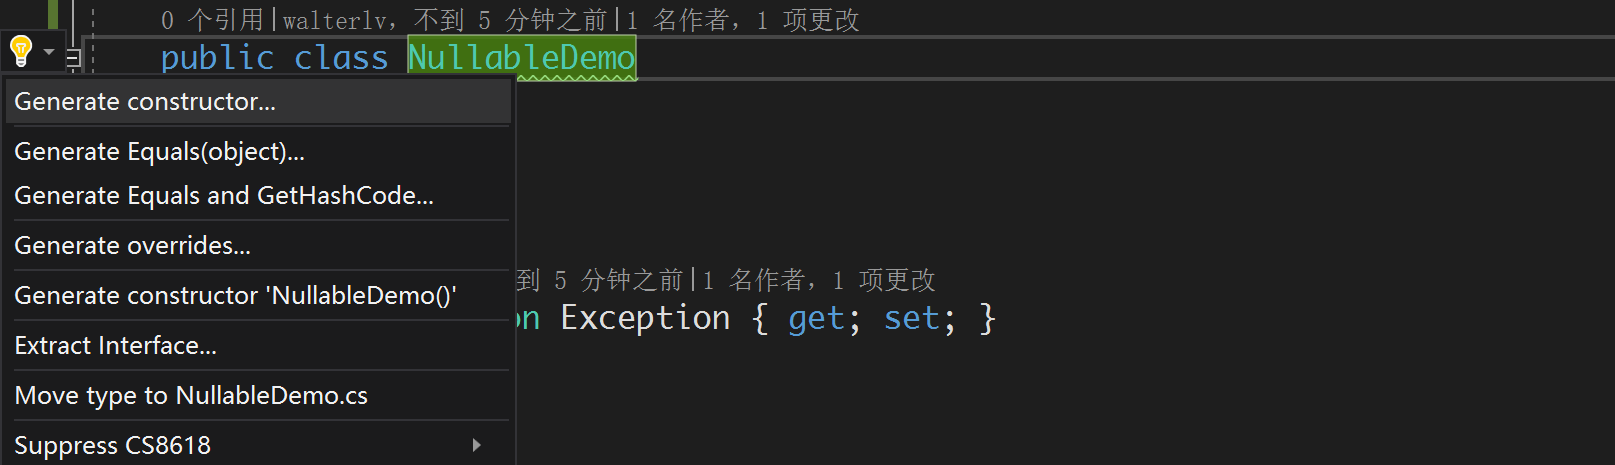 0 个引用|walterlv，不到 5 分钟之前|1 名作者，1 项更改
public class NullableDemo
Generate constructor...
Generate Equals(object)...
Generate Equals and GetHashCode...
Generate overrides...
到 5 分钟之前|1 名作者，1 项更改
Generate constructor 'NullableDemo()'
on Exception { get; set; }
Extract Interface...
Move type to NullableDemo.cs
Suppress CS8618